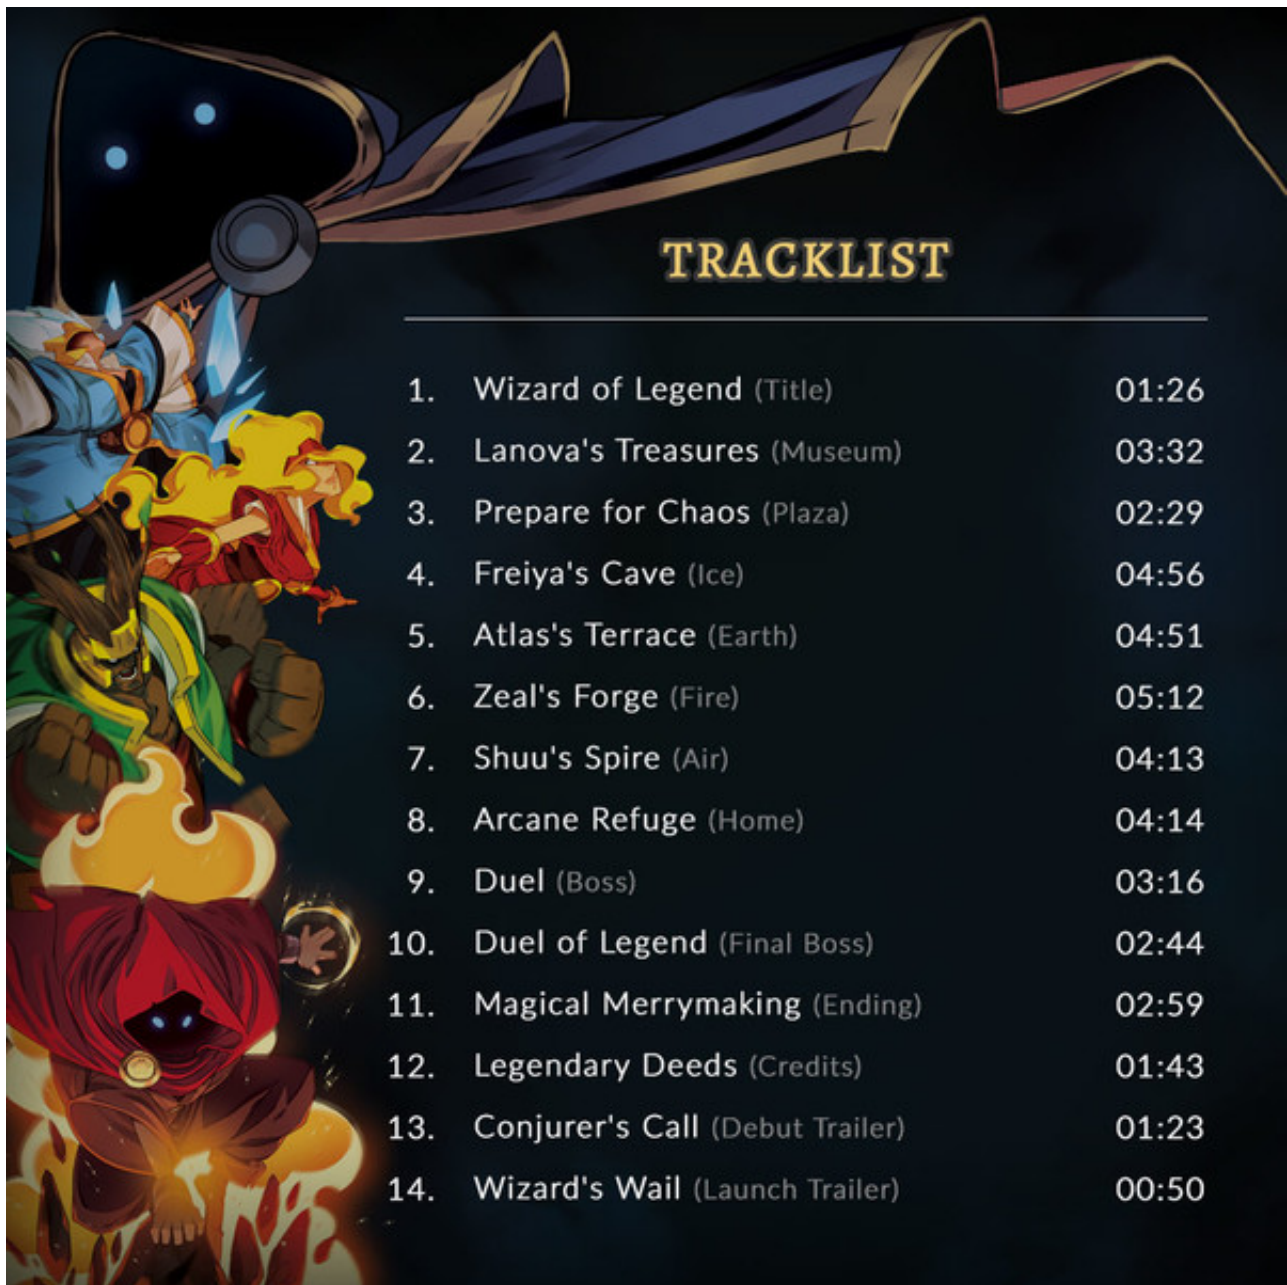 TRACKLIST
1. Wizard of Legend (Title) 01:26
2. Lanova's Treasures (Museum) 03:32
3. Prepare for Chaos (Plaza) 02:29
4. Freiya's Cave (Ice) 04:56
5. Atlas's Terrace (Earth) 04:51
6. Zeal's Forge (Fire) 05:12
7. Shuu's Spire (Air) 04:13
8. Arcane Refuge (Home) 04:14
9. Duel (Boss) 03:16
10. Duel of Legend (Final Boss) 02:44
11. Magical Merrymaking (Ending) 02:59
12. Legendary Deeds (Credits) 01:43
13. Conjurer's Call (Debut Trailer) 01:23
14. Wizard's Wail (Launch Trailer) 00:50